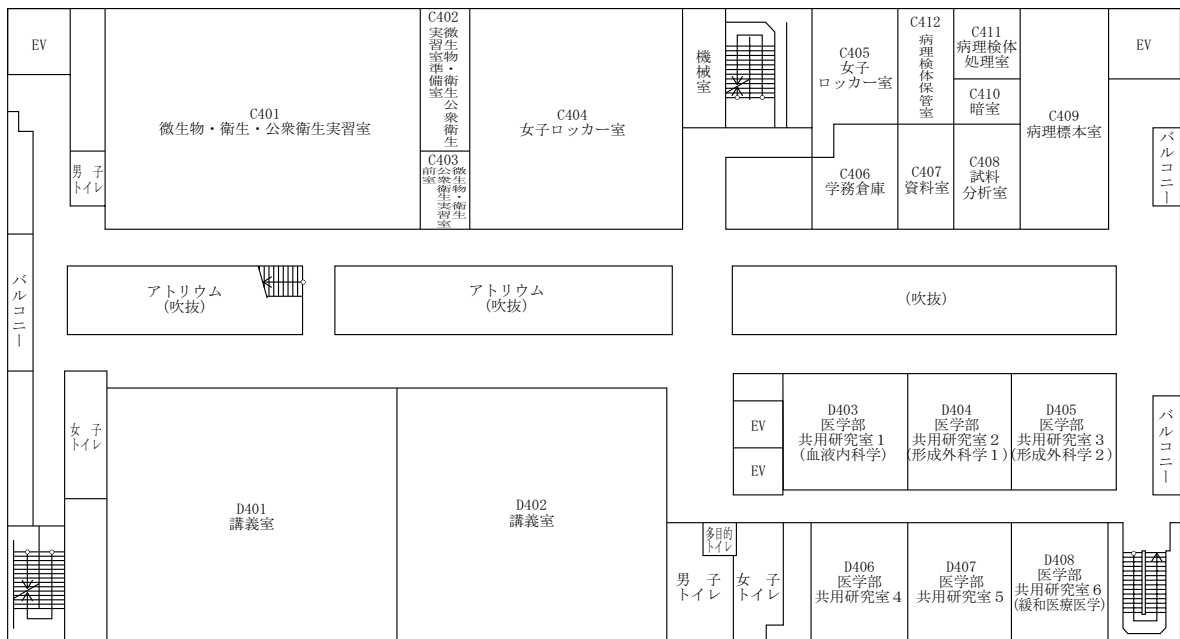 EV
C401
微生物・衛生・公衆衛生実習室
C402
微生物・衛生公衆衛生
実習室準備室
C403
微生物・衛生
公衆衛生実習室
前室
C404
女子ロッカー室
機械室
C405
女子
ロッカー室
C412
病理検体保管室
C411
病理検体
処理室
C410
暗室
C409
病理標本室
EV
男子
トイレ
C406
学務倉庫
C407
資料室
C408
試料
分析室
バルコニー
バルコニー
アトリウム
(吹抜)
アトリウム
(吹抜)
(吹抜)
女子
トイレ
D401
講義室
D402
講義室
EV
EV
D403
医学部
共用研究室1
(血液内科学)
D404
医学部
共用研究室2
(形成外科学1)
D405
医学部
共用研究室3
(形成外科学2)
バルコニー
多目的
トイレ
男子
トイレ
女子
トイレ
D406
医学部
共用研究室4
D407
医学部
共用研究室5
D408
医学部
共用研究室6
(緩和医療医学)